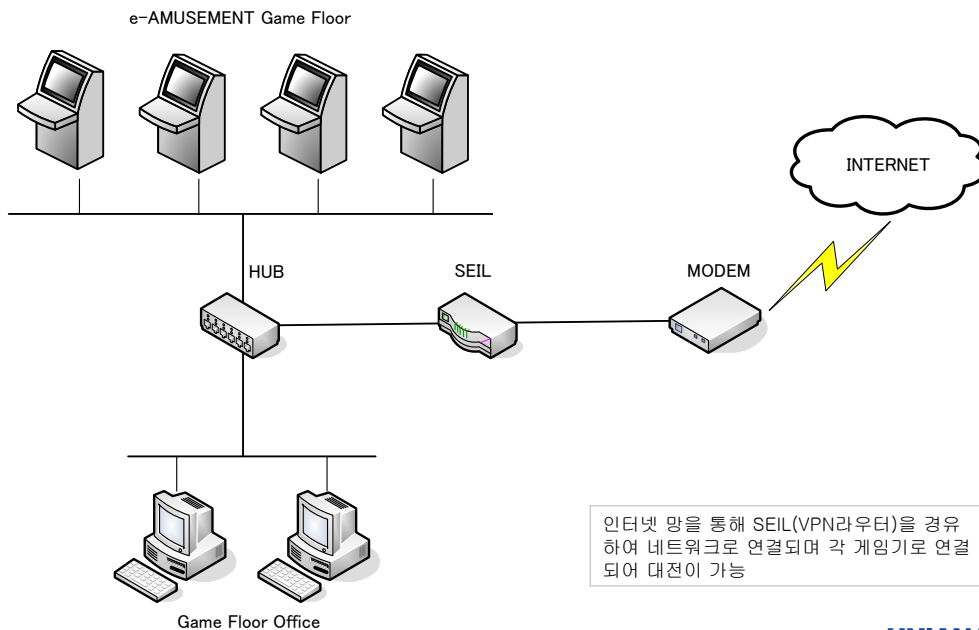 e-AMUSEMENT Game Floor
INTERNET
HUB
SEIL
MODEM
인터넷 망을 통해 SEIL(VPN라우터)을 경유
하여 네트워크로 연결되며 각 게임기로 연결
되어 대전이 가능
Game Floor Office